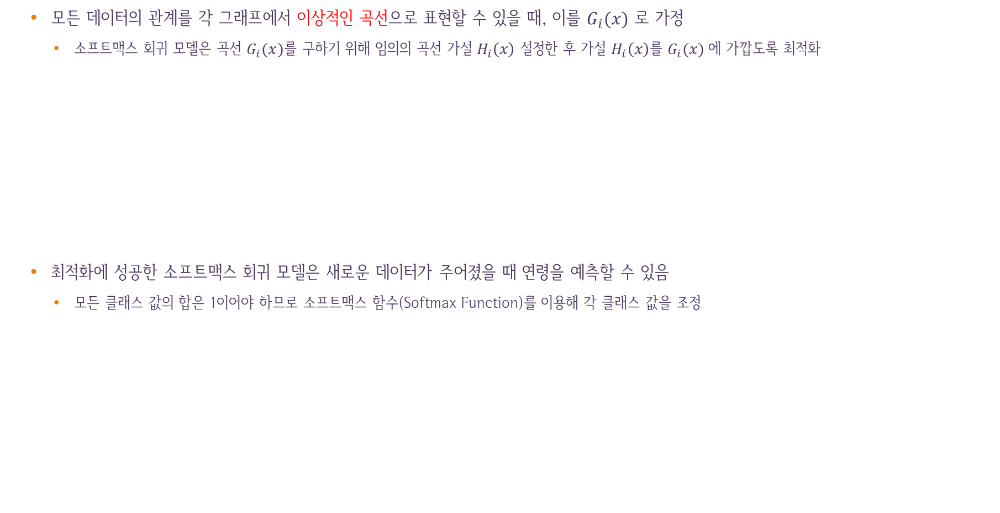 • 모든 데이터의 관계를 각 그래프에서 이상적인 곡선으로 표현할 수 있을 때, 이를 𝐺ᵢ(𝑥) 로 가정
• 소프트맥스 회귀 모델은 곡선 𝐺ᵢ(𝑥)를 구하기 위해 임의의 곡선 가설 𝐻ᵢ(𝑥) 설정한 후 가설 𝐻ᵢ(𝑥)를 𝐺ᵢ(𝑥) 에 가깝도록 최적화
• 최적화에 성공한 소프트맥스 회귀 모델은 새로운 데이터가 주어졌을 때 연령을 예측할 수 있음
• 모든 클래스 값의 합은 1이어야 하므로 소프트맥스 함수(Softmax Function)를 이용해 각 클래스 값을 조정